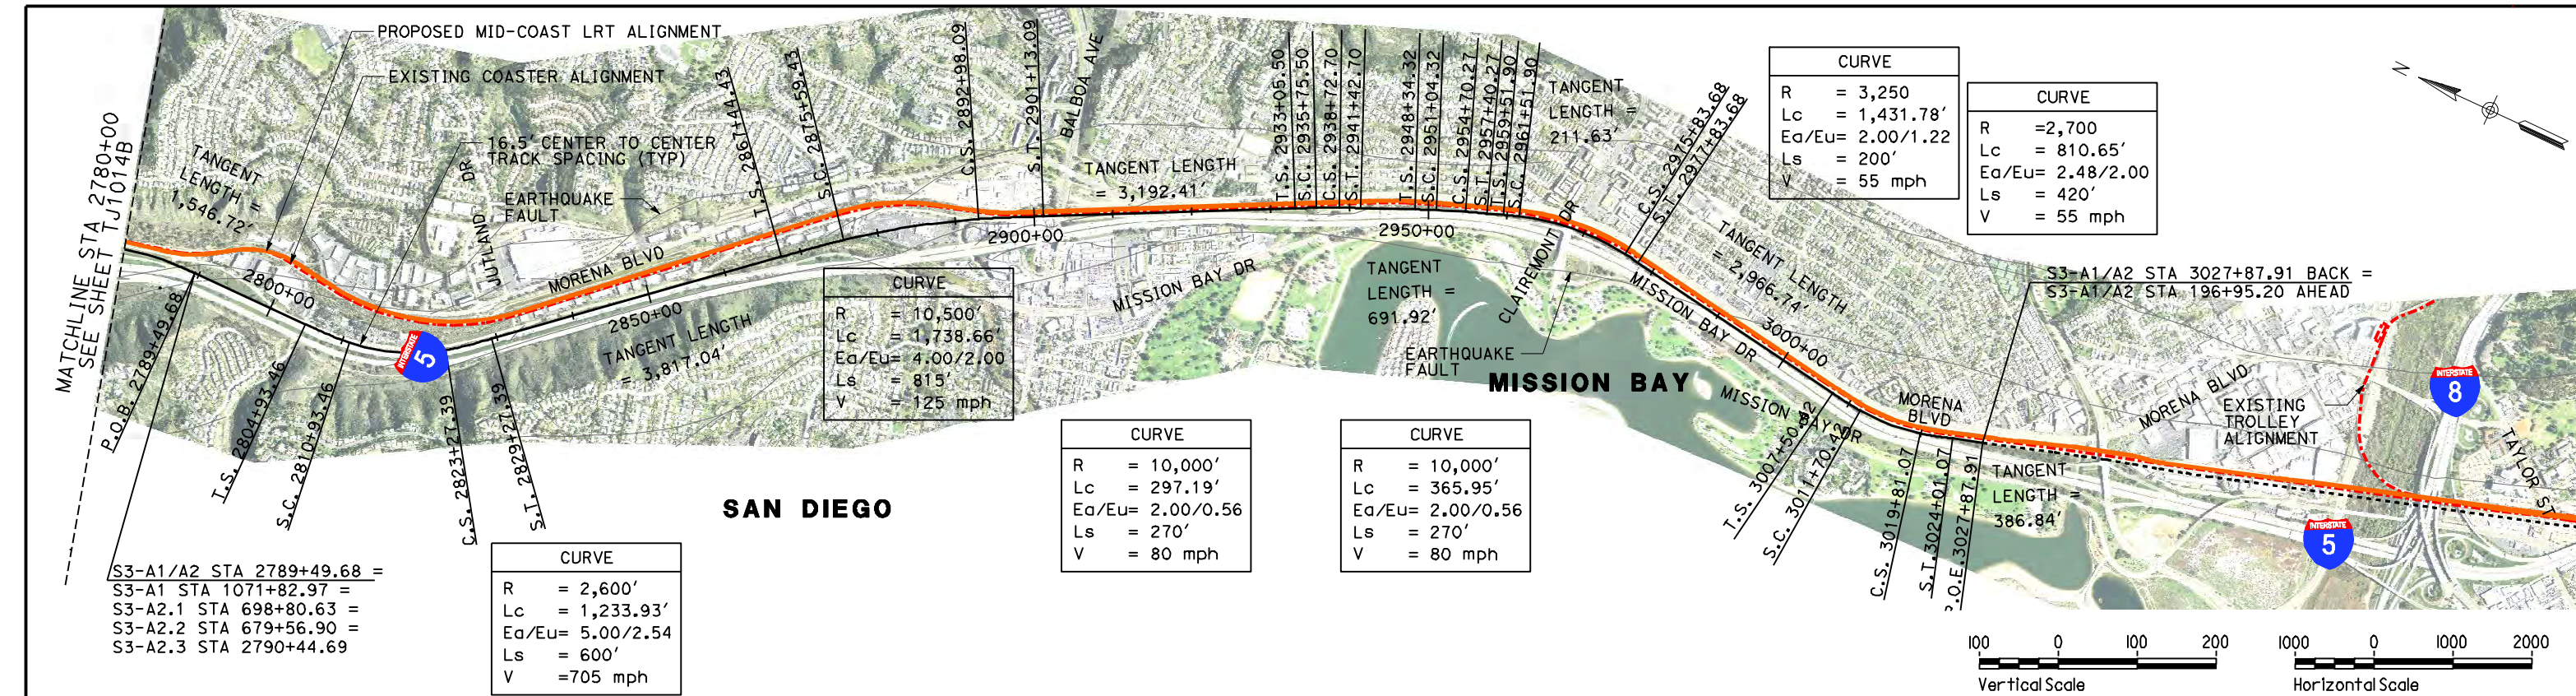 PROPOSED MID-COAST LRT ALIGNMENT
EXISTING COASTER ALIGNMENT
16.5' CENTER TO CENTER
TRACK SPACING (TYP)
MATCHLINE STA 2780+00
SEE SHEET TJ1014B
TANGENT
LENGTH =
1,546.72'
JUTLAND DR
EARTHQUAKE
FAULT
MORENA BLVD
2800+00
2850+00
TANGENT LENGTH
= 3,817.04'
P.O.B. 2789+49.68
T.S. 2804+93.46
S.C. 2810+93.46
C.S. 2823+27.39
S.T. 2829+27.39
T.S. 2861+44.43
S.C. 2875+59.43
C.S. 2892+98.09
S.T. 2901+13.09
BALBOA AVE
TANGENT LENGTH
= 3,192.41'
2900+00
MISSION BAY DR
T.S. 2933+05.50
S.C. 2935+75.50
C.S. 2938+72.70
S.T. 2941+42.70
T.S. 2948+34.32
S.C. 2951+04.32
C.S. 2954+70.27
S.T. 2957+40.27
T.S. 2959+51.90
S.C. 2961+51.90
2950+00
TANGENT
LENGTH =
211.63'
TANGENT
LENGTH =
691.92'
CLAIREMONT DR
EARTHQUAKE
FAULT
C.S. 2975+83.68
S.T. 2977+83.68
TANGENT LENGTH
= 2,966.74'
MISSION BAY DR
3000+00
MISSION BAY
MISSION BAY DR
SAN DIEGO
T.S. 3007+50.42
S.C. 3011+70.42
C.S. 3019+81.07
S.T. 3024+01.07
P.O.E. 3027+87.91
MORENA
BLVD
TANGENT
LENGTH =
386.84'
S3-A1/A2 STA 3027+87.91 BACK =
S3-A1/A2 STA 196+95.20 AHEAD
MORENA BLVD
EXISTING
TROLLEY
ALIGNMENT
TAYLOR ST
INTERSTATE
5
INTERSTATE
8
INTERSTATE
5
N
CURVE
R = 10,500'
Lc = 1,738.66'
Ea/Eu= 4.00/2.00
Ls = 815'
V = 125 mph
CURVE
R = 3,250
Lc = 1,431.78'
Ea/Eu= 2.00/1.22
Ls = 200'
V = 55 mph
CURVE
R =2,700
Lc = 810.65'
Ea/Eu= 2.48/2.00
Ls = 420'
V = 55 mph
CURVE
R = 10,000'
Lc = 297.19'
Ea/Eu= 2.00/0.56
Ls = 270'
V = 80 mph
CURVE
R = 10,000'
Lc = 365.95'
Ea/Eu= 2.00/0.56
Ls = 270'
V = 80 mph
CURVE
R = 2,600'
Lc = 1,233.93'
Ea/Eu= 5.00/2.54
Ls = 600'
V =705 mph
S3-A1/A2 STA 2789+49.68 =
S3-A1 STA 1071+82.97 =
S3-A2.1 STA 698+80.63 =
S3-A2.2 STA 679+56.90 =
S3-A2.3 STA 2790+44.69
100 0 100 200
Vertical Scale
1000 0 1000 2000
Horizontal Scale